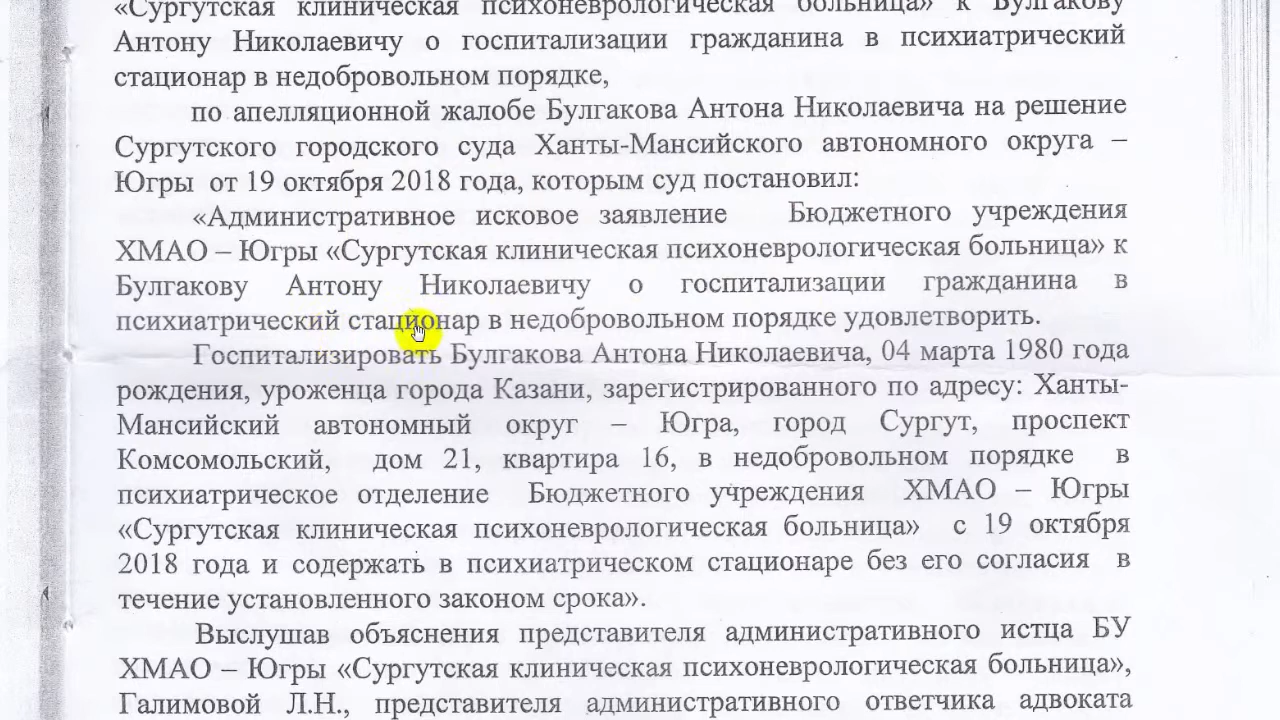 «Сургутская клиническая психоневрологическая больница» к Булгакову
Антону Николаевичу о госпитализации гражданина в психиатрический
стационар в недобровольном порядке,
по апелляционной жалобе Булгакова Антона Николаевича на решение
Сургутского городского суда Ханты-Мансийского автономного округа –
Югры от 19 октября 2018 года, которым суд постановил:
«Административное исковое заявление Бюджетного учреждения
ХМАО – Югры «Сургутская клиническая психоневрологическая больница» к
Булгакову Антону Николаевичу о госпитализации гражданина в
психиатрический стационар в недобровольном порядке удовлетворить.
Госпитализировать Булгакова Антона Николаевича, 04 марта 1980 года
рождения, уроженца города Казани, зарегистрированного по адресу: Ханты-
Мансийский автономный округ – Югра, город Сургут, проспект
Комсомольский, дом 21, квартира 16, в недобровольном порядке в
психиатрическое отделение Бюджетного учреждения ХМАО – Югры
«Сургутская клиническая психоневрологическая больница» с 19 октября
2018 года и содержать в психиатрическом стационаре без его согласия в
течение установленного законом срока».
Выслушав объяснения представителя административного истца БУ
ХМАО – Югры «Сургутская клиническая психоневрологическая больница»,
Галимовой Л.Н., представителя административного ответчика адвоката